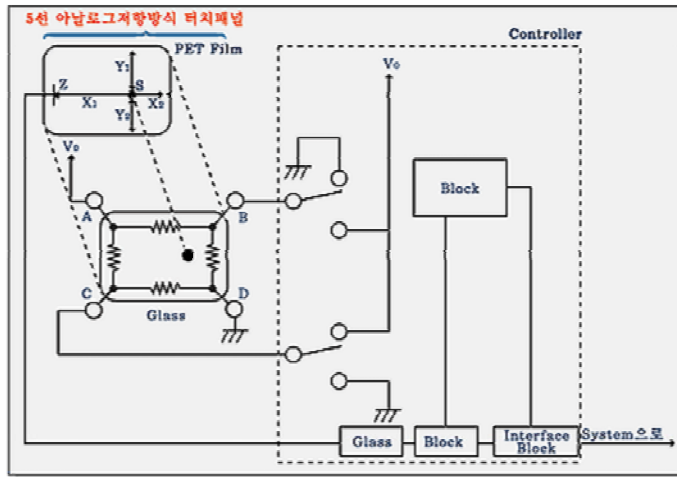 5선 아날로그저항방식 터치패널
PET Film
Controller
Y₁
Z
S
V₀
X₁
X₂
Y₂
V₀
Block
A
B
C
D
Glass
Glass
Block
Interface
Block
System으로